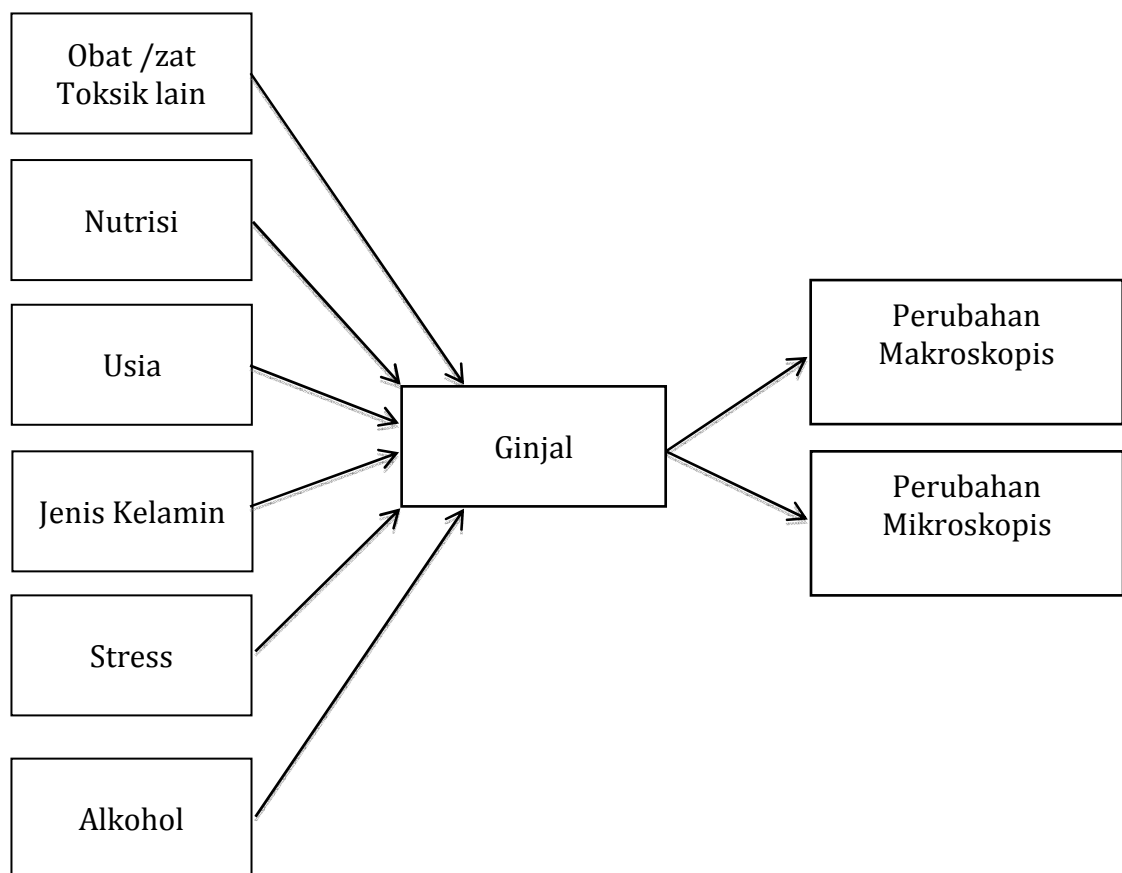 Obat /zat
Toksik lain
Nutrisi
Usia
Jenis Kelamin
Stress
Alkohol
Ginjal
Perubahan
Makroskopis
Perubahan
Mikroskopis